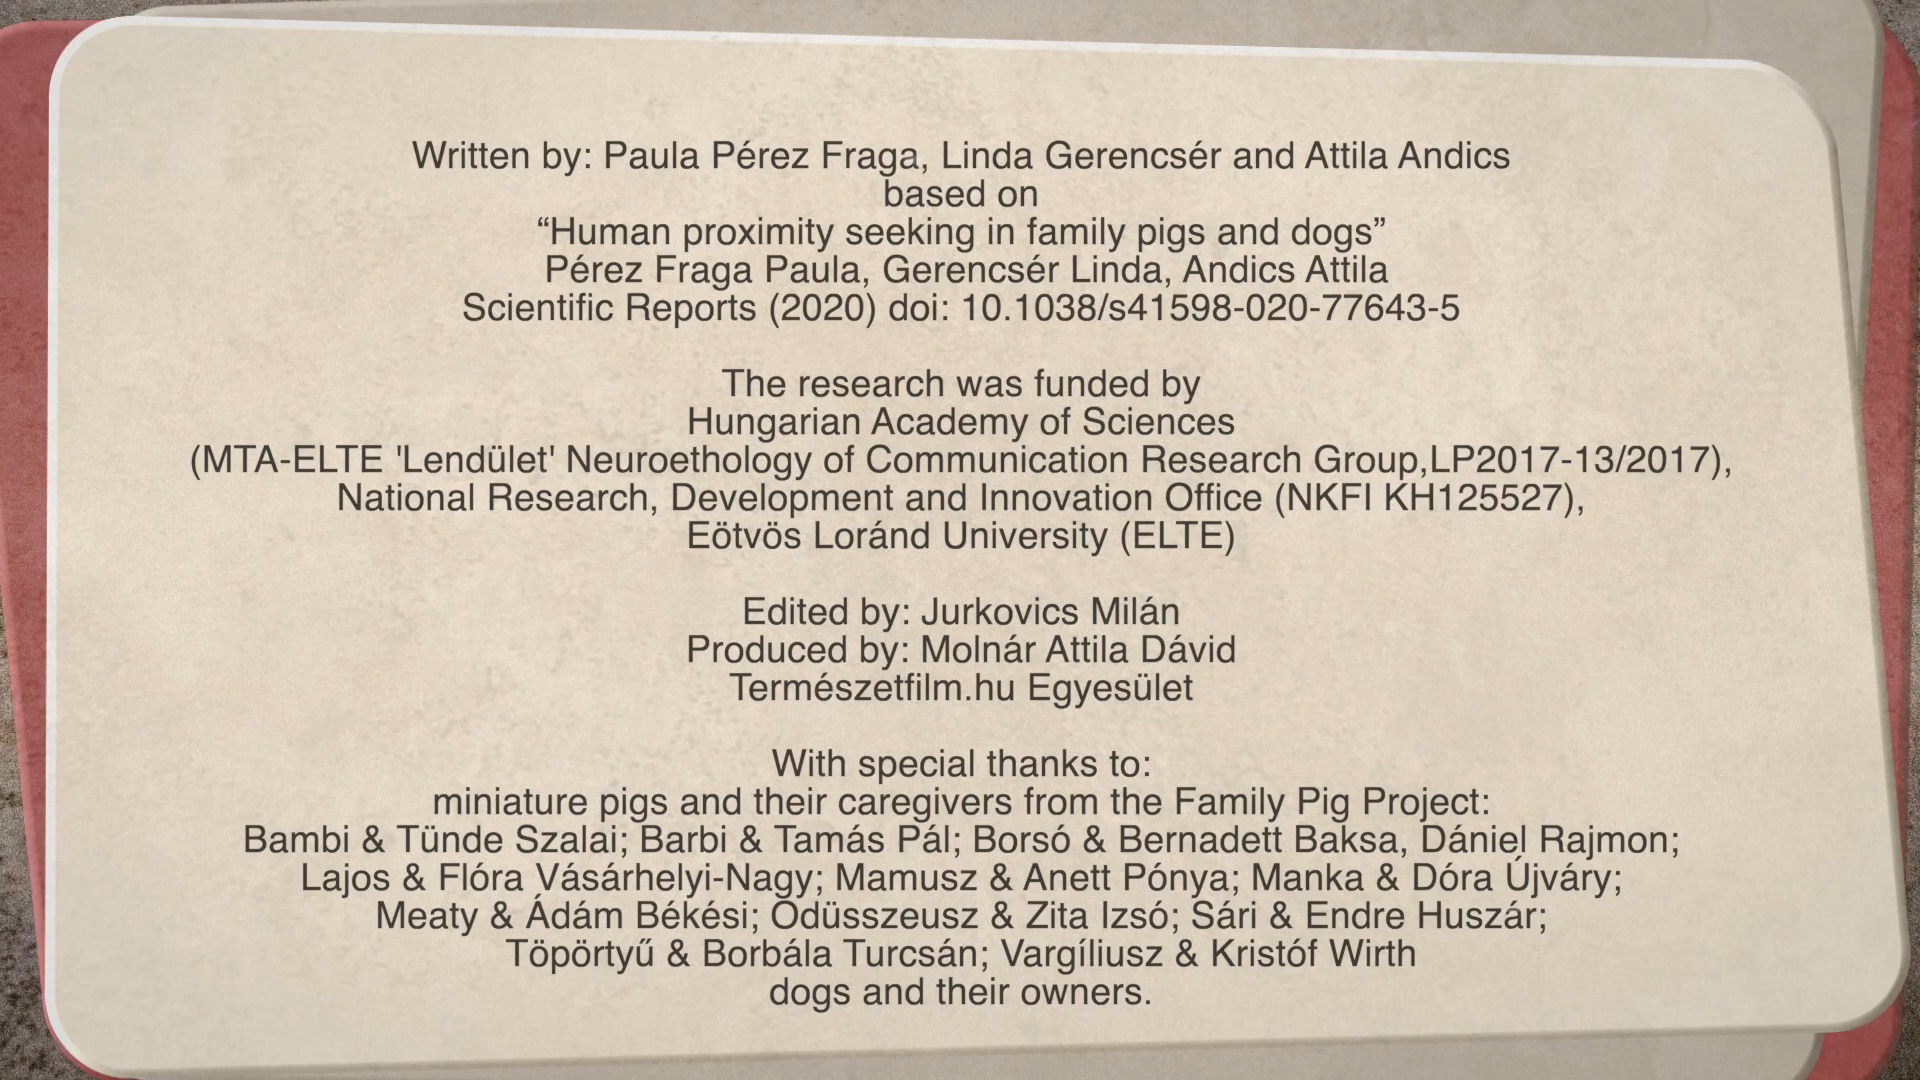 Written by: Paula Pérez Fraga, Linda Gerencsér and Attila Andics
based on
“Human proximity seeking in family pigs and dogs”
Pérez Fraga Paula, Gerencsér Linda, Andics Attila
Scientific Reports (2020) doi: 10.1038/s41598-020-77643-5
The research was funded by
Hungarian Academy of Sciences
(MTA-ELTE 'Lendület' Neuroethology of Communication Research Group,LP2017-13/2017),
National Research, Development and Innovation Office (NKFI KH125527),
Eötvös Loránd University (ELTE)
Edited by: Jurkovics Milán
Produced by: Molnár Attila Dávid
Természetfilm.hu Egyesület
With special thanks to:
miniature pigs and their caregivers from the Family Pig Project:
Bambi & Tünde Szalai; Barbi & Tamás Pál; Borsó & Bernadett Baksa, Dániel Rajmon;
Lajos & Flóra Vásárhelyi-Nagy; Mamusz & Anett Pónya; Manka & Dóra Újváry;
Meaty & Ádám Békési; Odüsszeusz & Zita Izsó; Sári & Endre Huszár;
Töpörtyű & Borbála Turcsán; Vargíliusz & Kristóf Wirth
dogs and their owners.